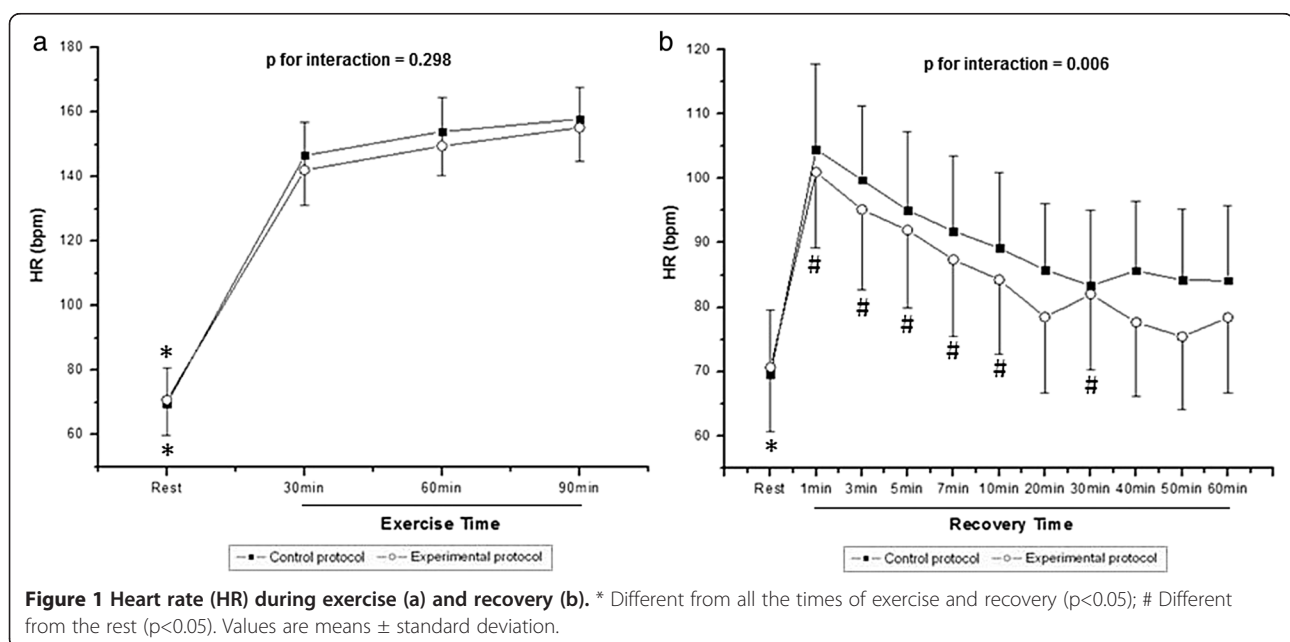 a
p for interaction = 0.298
180
160
140
120
100
80
60
HR (bpm)
*
*
Rest 30min 60min 90min
Exercise Time
Control protocol Experimental protocol
b
p for interaction = 0.006
120
110
100
90
80
70
60
HR (bpm)
# # # # # #
*
Rest 1min 3min 5min 7min 10min 20min 30min 40min 50min 60min
Recovery Time
Control protocol Experimental protocol
Figure 1 Heart rate (HR) during exercise (a) and recovery (b). * Different from all the times of exercise and recovery (p<0.05); # Different
from the rest (p<0.05). Values are means ± standard deviation.